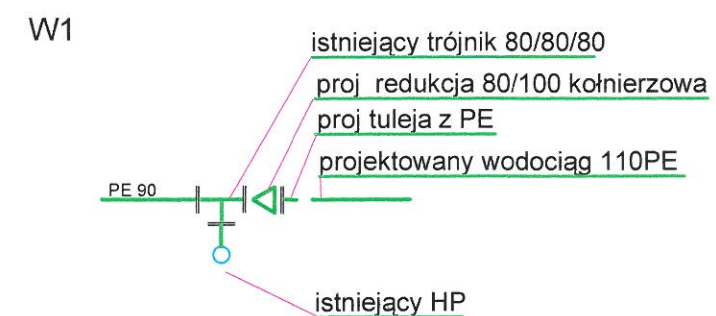 W1
istniejący trójnik 80/80/80
proj redukcja 80/100 kołnierzowa
proj tuleja z PE
projektowany wodociąg 110PE
PE 90
istniejący HP